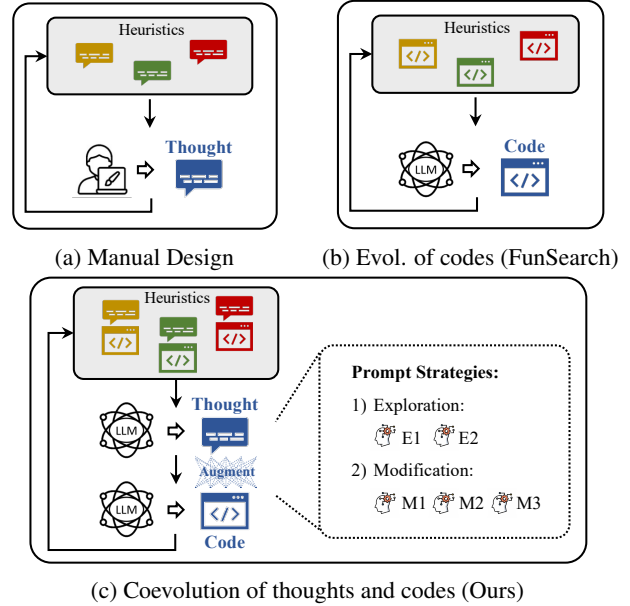 Heuristics
Thought
(a) Manual Design
Heuristics
</>
</>
</>
LLM
Code
</>
(b) Evol. of codes (FunSearch)
Heuristics
</>
</>
</>
LLM
Thought
Augment
LLM
</>
Code
Prompt Strategies:
1) Exploration:
E1 E2
2) Modification:
M1 M2 M3
(c) Coevolution of thoughts and codes (Ours)